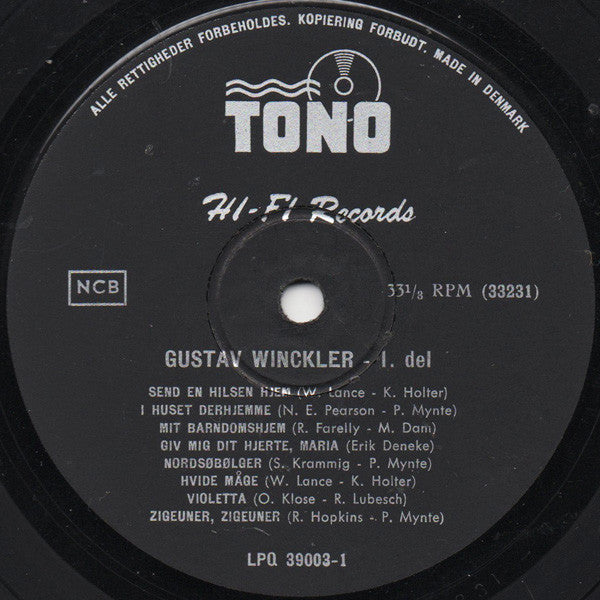 ALLE RETTIGHEDER FORBEHOLDES. KOPIERING FORBUDT. MADE IN DENMARK
TONO
HI-FI Records
NCB
33 1/3 RPM (33231)
GUSTAV WINCKLER - I. del
SEND EN HILSEN HJEM (W. Lance - K. Holter)
I HUSET DERHJEMME (N. E. Pearson - P. Mynte)
MIT BARNDOMSHJEM (R. Farelly - M. Dam)
GIV MIG DIT HJERTE, MARIA (Erik Deneke)
NORDSØBØLGER (S. Krammig - P. Mynte)
HVIDE MÅGE (W. Lance - K. Holter)
VIOLETTA (O. Klose - R. Lubesch)
ZIGEUNER, ZIGEUNER (R. Hopkins - P. Mynte)
LPQ 39003-1